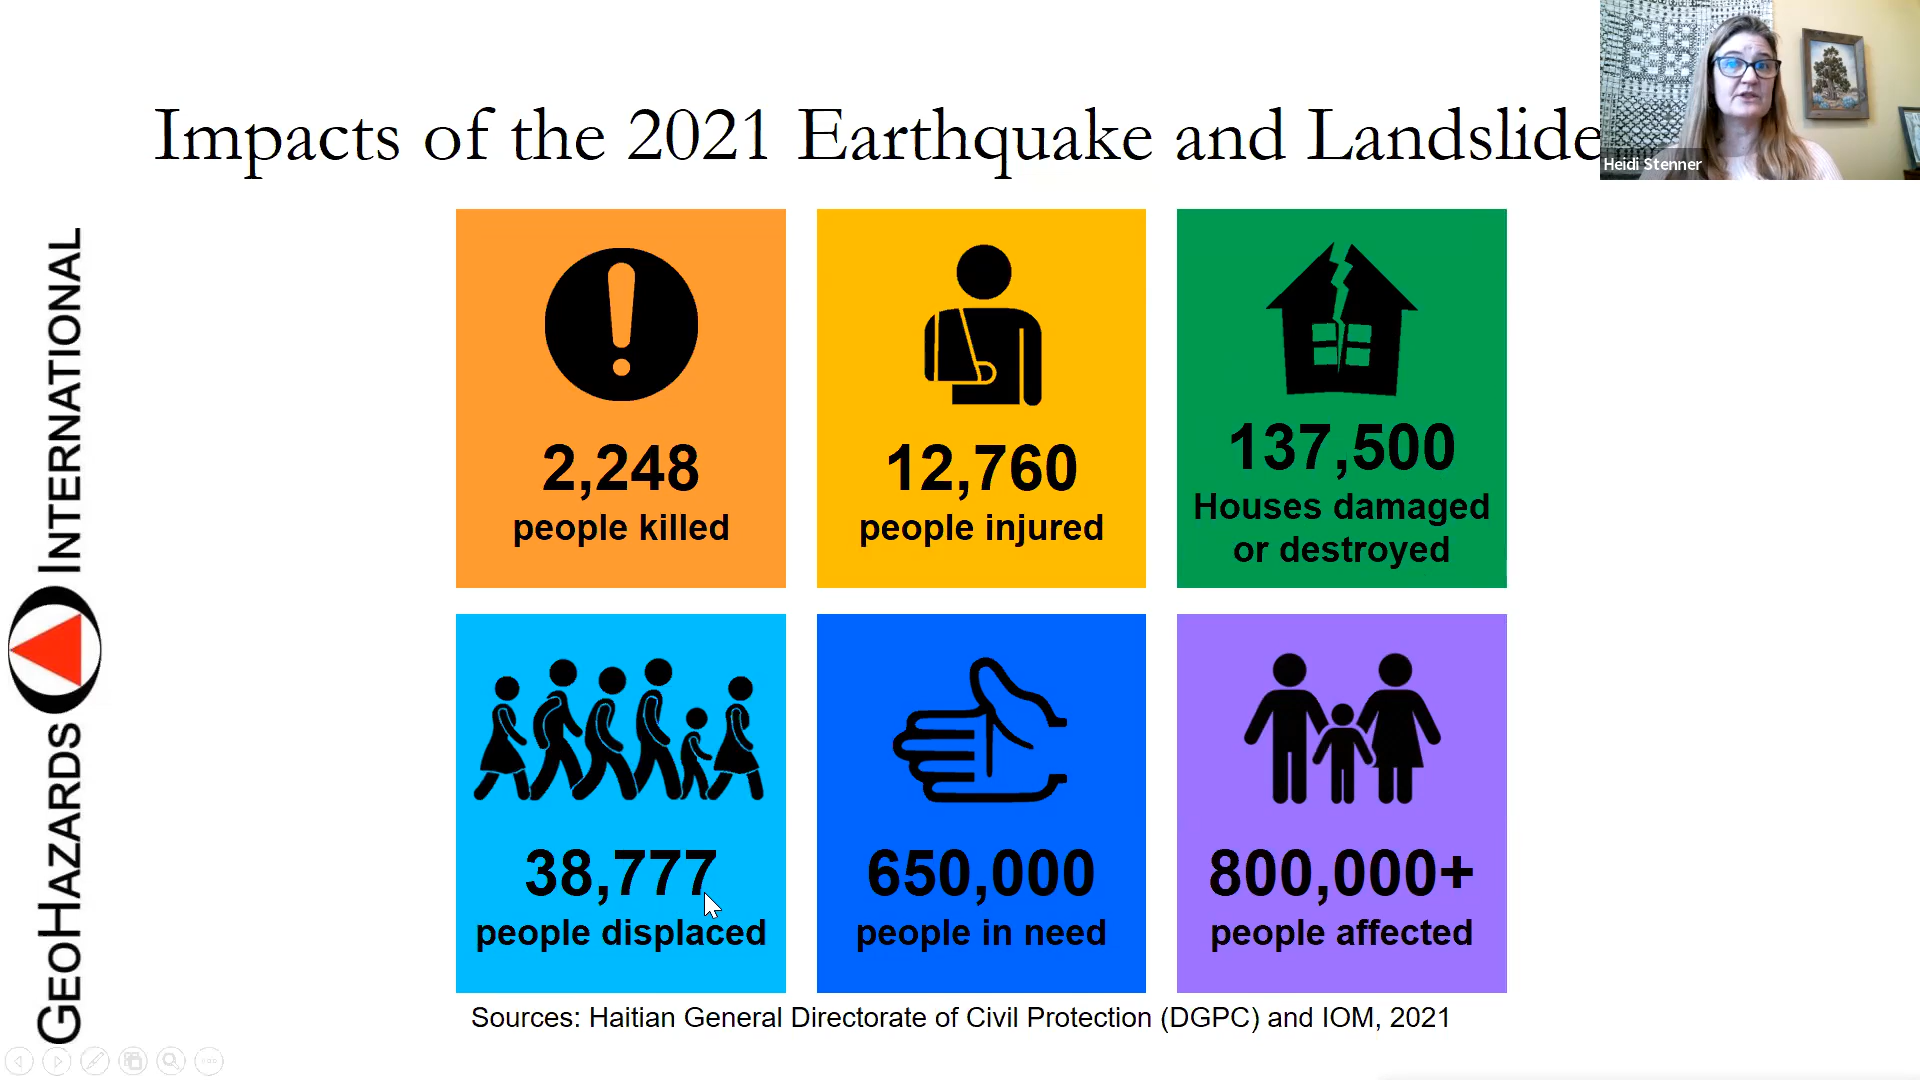 Impacts of the 2021 Earthquake and Landslide
Heidi Stenner
GEOHAZARDS INTERNATIONAL
2,248
people killed
12,760
people injured
137,500
Houses damaged
or destroyed
38,777
people displaced
650,000
people in need
800,000+
people affected
Sources: Haitian General Directorate of Civil Protection (DGPC) and IOM, 2021